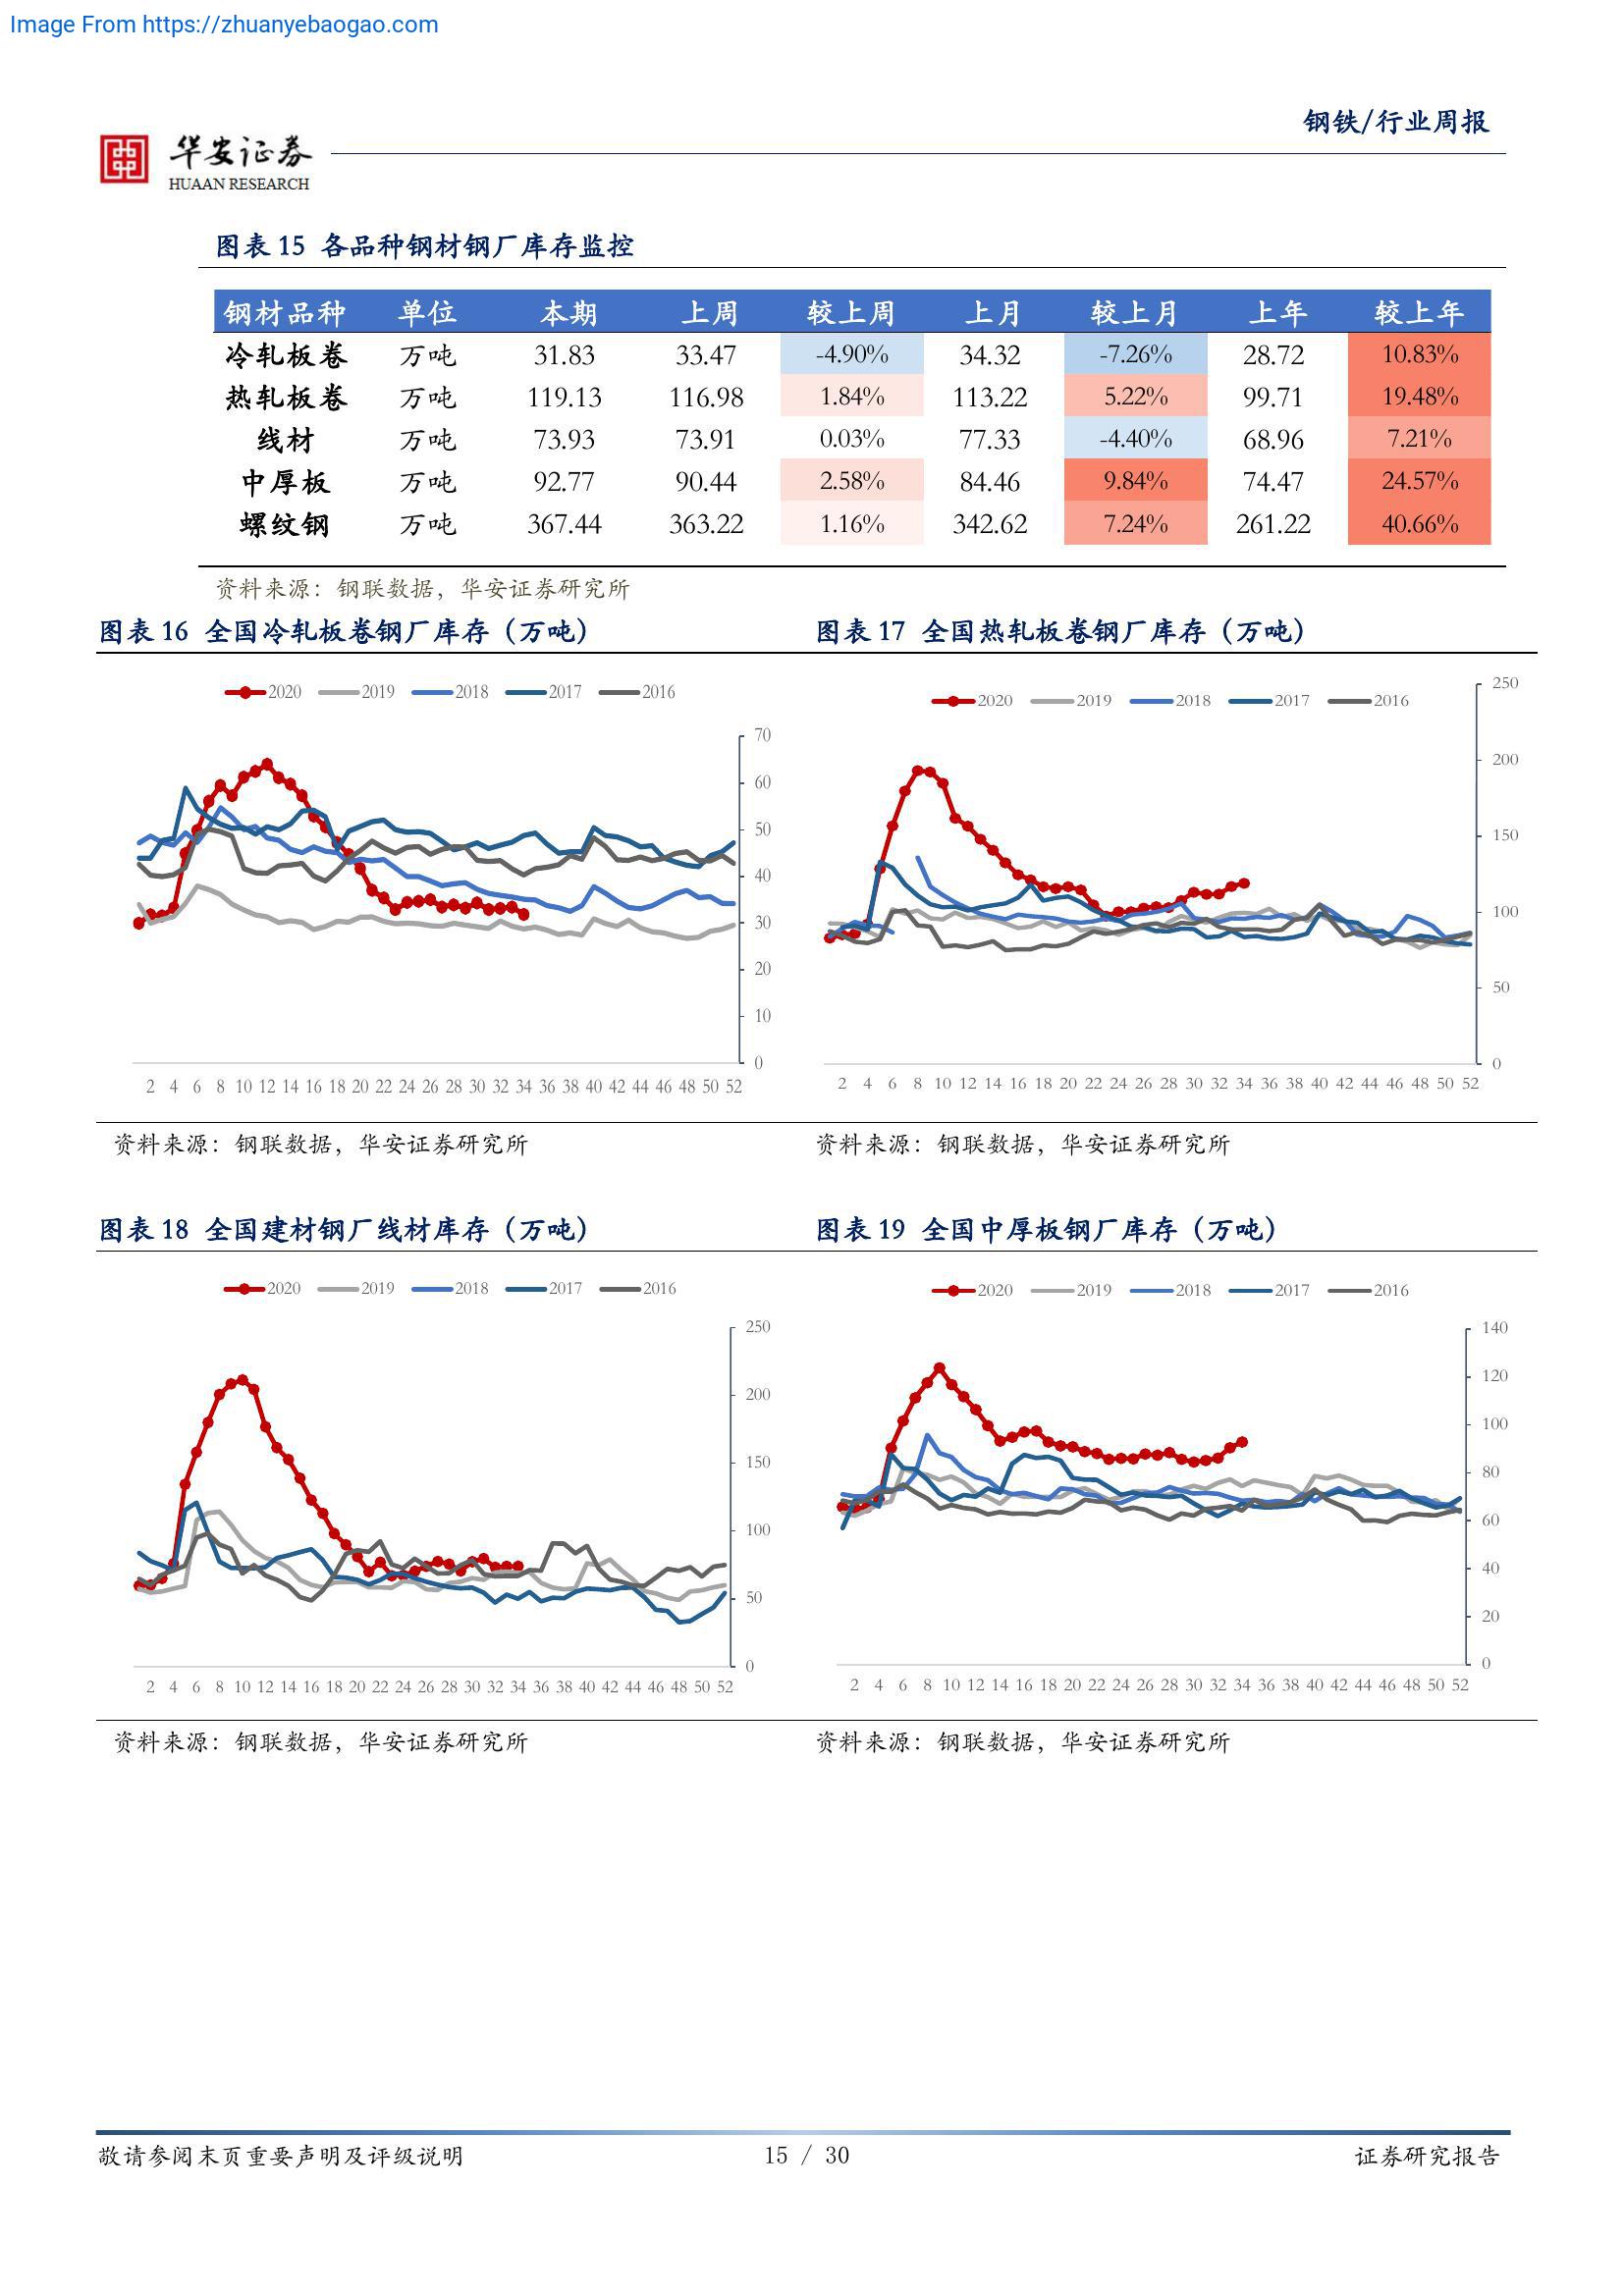 Image From https://zhuanyebaogao.com
钢铁/行业周报
华安证券
HUAAN RESEARCH
图表 15 各品种钢材钢厂库存监控
钢材品种 单位 本期 上周 较上周 上月 较上月 上年 较上年
冷轧板卷 万吨 31.83 33.47 -4.90% 34.32 -7.26% 28.72 10.83%
热轧板卷 万吨 119.13 116.98 1.84% 113.22 5.22% 99.71 19.48%
线材 万吨 73.93 73.91 0.03% 77.33 -4.40% 68.96 7.21%
中厚板 万吨 92.77 90.44 2.58% 84.46 9.84% 74.47 24.57%
螺纹钢 万吨 367.44 363.22 1.16% 342.62 7.24% 261.22 40.66%
资料来源：钢联数据，华安证券研究所
图表 16 全国冷轧板卷钢厂库存（万吨）
2020 2019 2018 2017 2016
70
60
50
40
30
20
10
0
2 4 6 8 10 12 14 16 18 20 22 24 26 28 30 32 34 36 38 40 42 44 46 48 50 52
资料来源：钢联数据，华安证券研究所
图表 17 全国热轧板卷钢厂库存（万吨）
2020 2019 2018 2017 2016
250
200
150
100
50
0
2 4 6 8 10 12 14 16 18 20 22 24 26 28 30 32 34 36 38 40 42 44 46 48 50 52
资料来源：钢联数据，华安证券研究所
图表 18 全国建材钢厂线材库存（万吨）
2020 2019 2018 2017 2016
250
200
150
100
50
0
2 4 6 8 10 12 14 16 18 20 22 24 26 28 30 32 34 36 38 40 42 44 46 48 50 52
资料来源：钢联数据，华安证券研究所
图表 19 全国中厚板钢厂库存（万吨）
2020 2019 2018 2017 2016
140
120
100
80
60
40
20
0
2 4 6 8 10 12 14 16 18 20 22 24 26 28 30 32 34 36 38 40 42 44 46 48 50 52
资料来源：钢联数据，华安证券研究所
敬请参阅末页重要声明及评级说明
15 / 30
证券研究报告